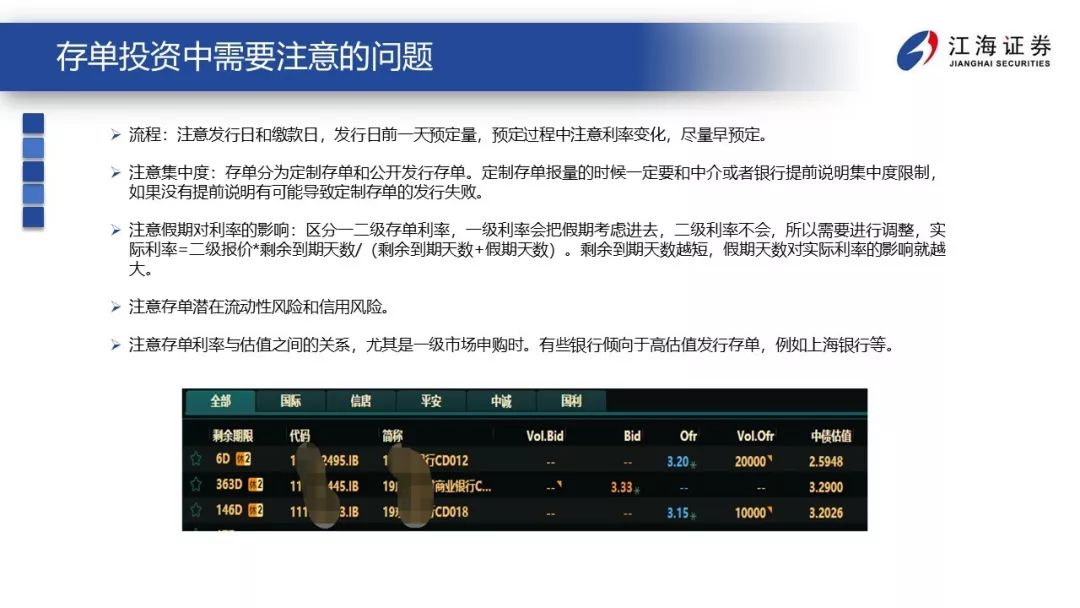 存单投资中需要注意的问题
江海证券
JIANGHAI SECURITIES
流程：注意发行日和缴款日，发行日前一天预定量，预定过程中注意利率变化，尽量早预定。
注意集中度：存单分为定制存单和公开发行存单。定制存单报量的时候一定要和中介或者银行提前说明集中度限制，
如果没有提前说明有可能导致定制存单的发行失败。
注意假期对利率的影响：区分一二级存单利率，一级利率会把假期考虑进去，二级利率不会，所以需要进行调整，实
际利率=二级报价*剩余到期天数/（剩余到期天数+假期天数）。剩余到期天数越短，假期天数对实际利率的影响就越
大。
注意存单潜在流动性风险和信用风险。
注意存单利率与估值之间的关系，尤其是一级市场申购时。有些银行倾向于高估值发行存单，例如上海银行等。
全部 国际 信唐 平安 中诚 国利
剩余期限 代码 简称 Vol.Bid Bid Ofr Vol.Ofr 中债估值
6D 休2 1 2495.IB 1 行CD012 -- -- 3.20 20000 2.5948
363D 休2 11 445.IB 19 商业银行C... -- 3.33 -- -- 3.2900
146D 休2 111 3.IB 19 行CD018 -- -- 3.15 10000 3.2026